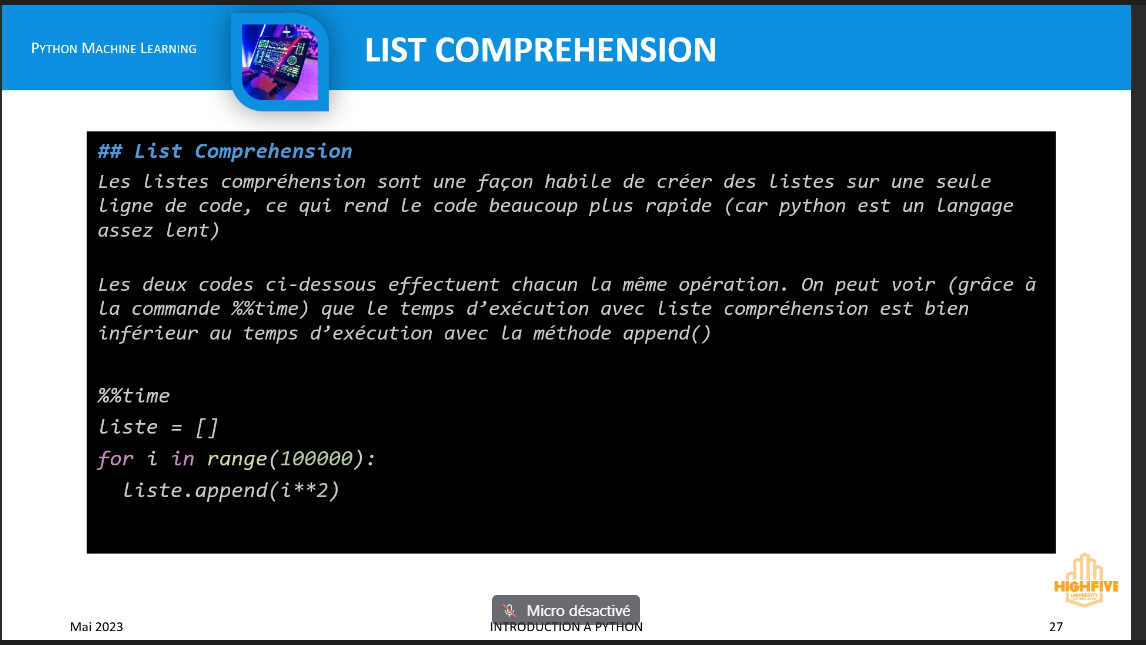 PYTHON MACHINE LEARNING
LIST COMPREHENSION
## List Comprehension
Les listes compréhension sont une façon habile de créer des listes sur une seule
ligne de code, ce qui rend le code beaucoup plus rapide (car python est un langage
assez lent)
Les deux codes ci-dessous effectuent chacun la même opération. On peut voir (grâce à
la commande %%time) que le temps d’exécution avec liste compréhension est bien
inférieur au temps d’exécution avec la méthode append()
%%time
liste = []
for i in range(100000):
  liste.append(i**2)
HIGHFIVE
UNIVERSITY
Micro désactivé
Mai 2023
INTRODUCTION A PYTHON
27